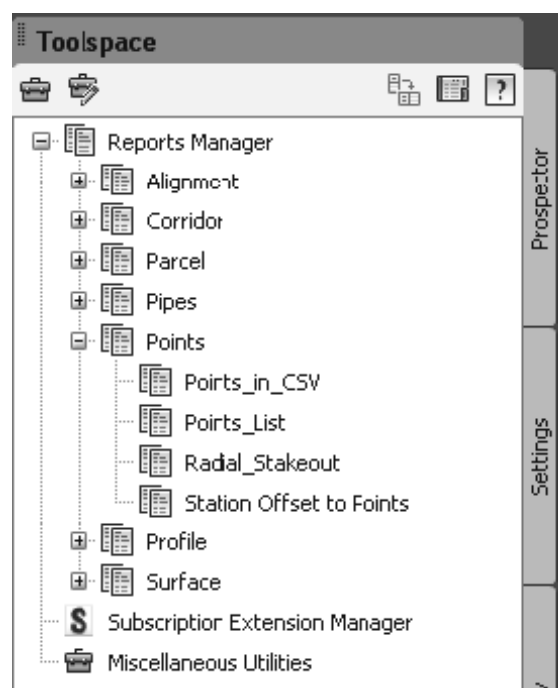 Toolspace
?
Reports Manager
Alignment
Corridor
Parcel
Pipes
Points
Points_in_CSV
Points_List
Radial_Stakeout
Station Offset to Points
Profile
Surface
S Subscription Extension Manager
Miscellaneous Utilities
Prospector
Settings